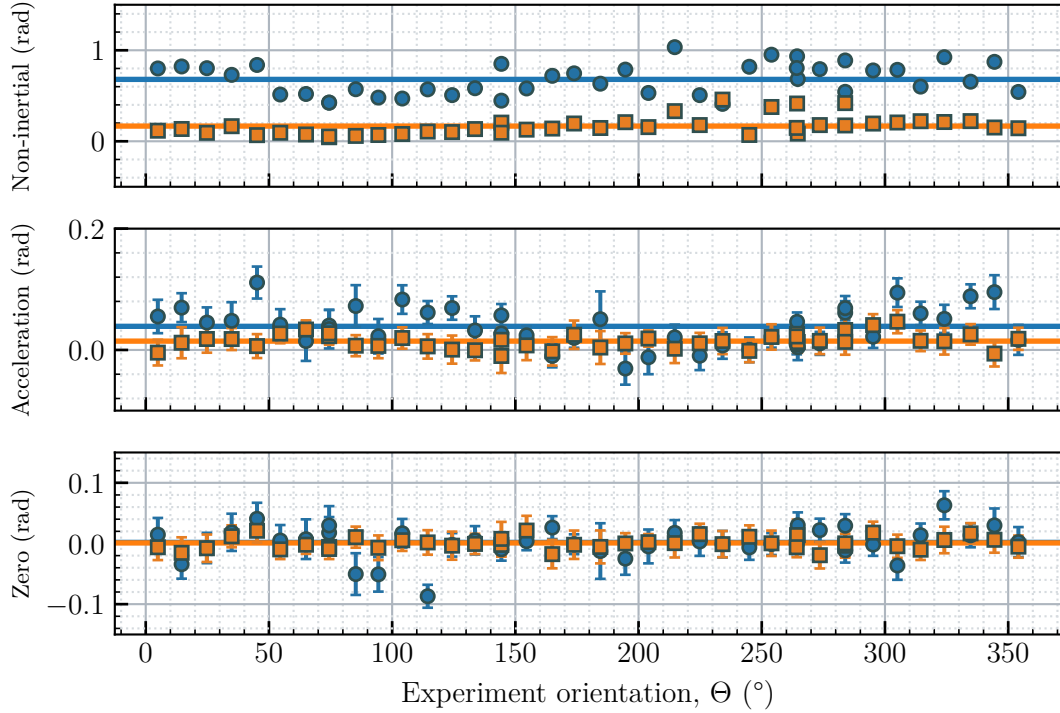 Non-inertial (rad)
1
0
Acceleration (rad)
0.2
0.0
Zero (rad)
0.1
0.0
−0.1
0 50 100 150 200 250 300 350
Experiment orientation, Θ (°)